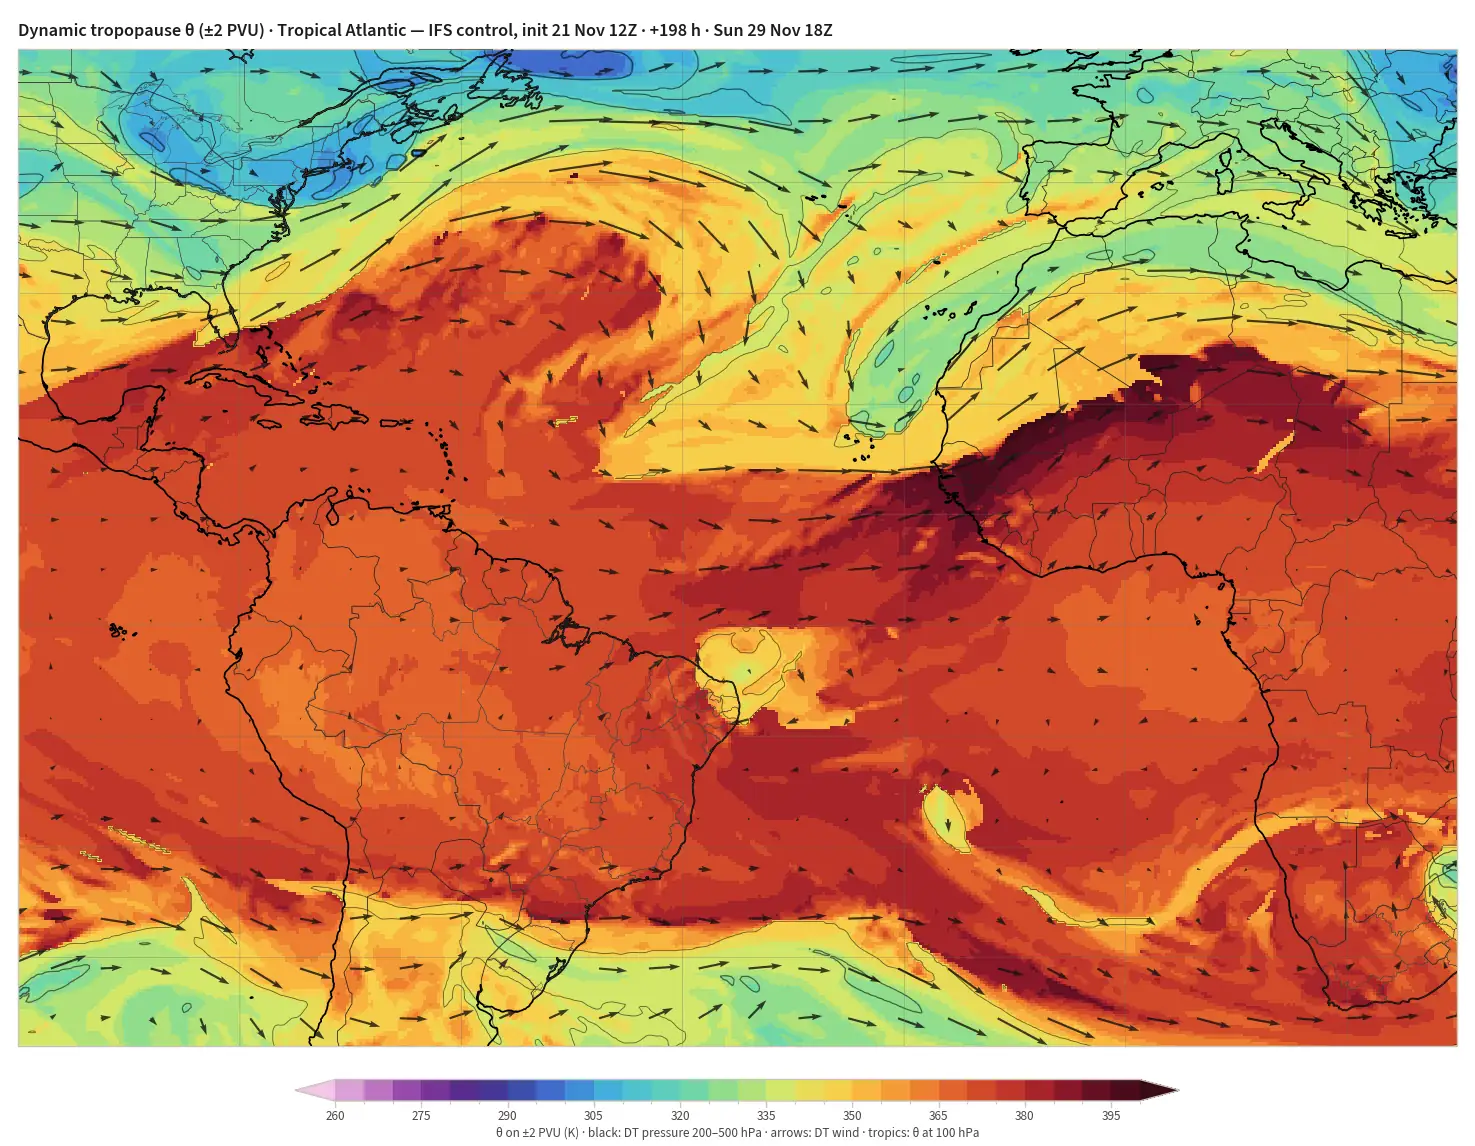 Dynamic tropopause θ (±2 PVU) · Tropical Atlantic — IFS control, init 21 Nov 12Z · +198 h · Sun 29 Nov 18Z
260 275 290 305 320 335 350 365 380 395
θ on ±2 PVU (K) · black: DT pressure 200–500 hPa · arrows: DT wind · tropics: θ at 100 hPa